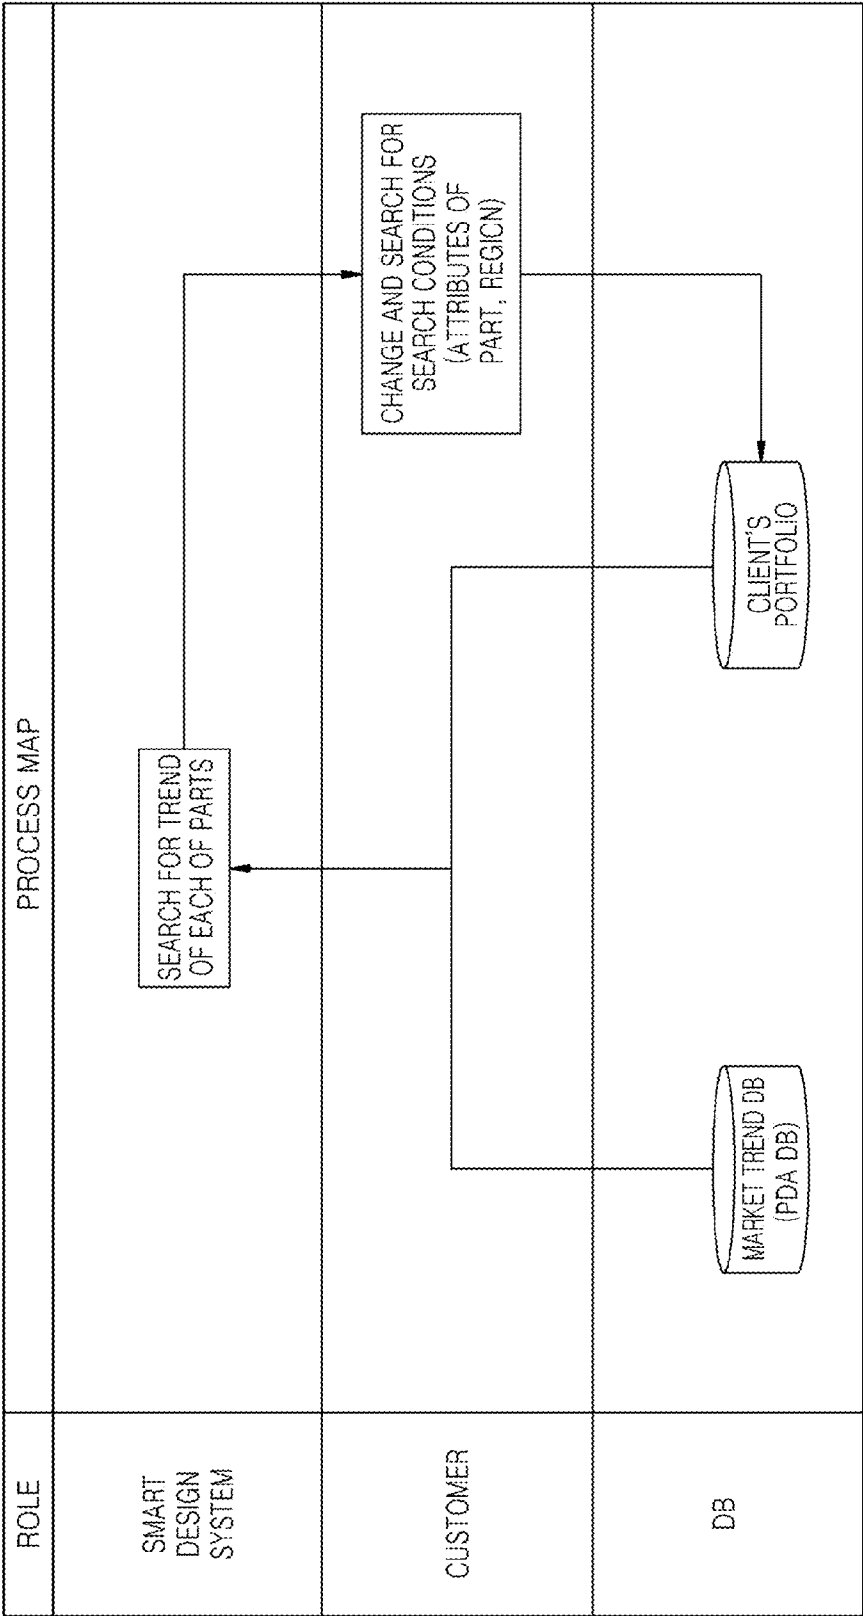 ROLE
PROCESS MAP
SMART
DESIGN
SYSTEM
SEARCH FOR TREND
OF EACH OF PARTS
CUSTOMER
CHANGE AND SEARCH FOR
SEARCH CONDITIONS
(ATTRIBUTES OF
PART, REGICN)
DB
MARKET TREND DB
(PDA DB)
CLIENT'S
PORTFOLIO